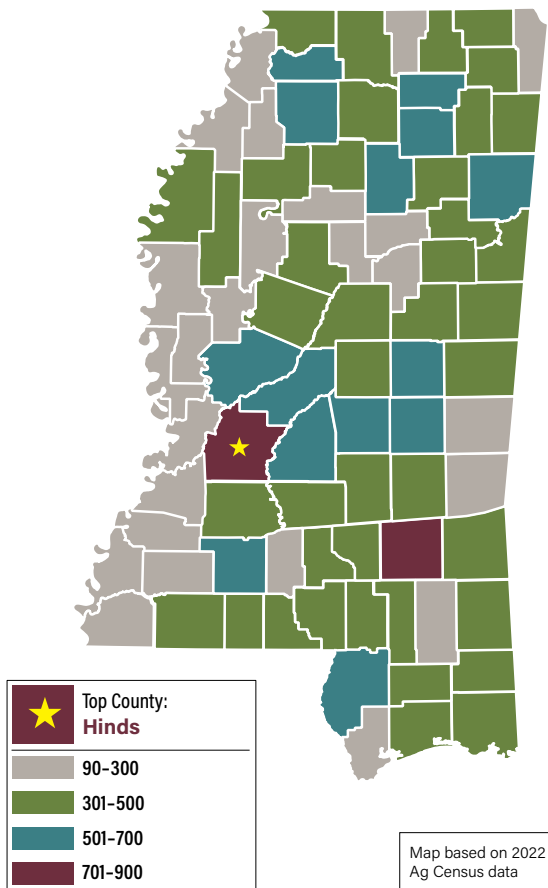 Top County:
Hinds
90–300
301–500
501–700
701–900
Map based on 2022
Ag Census data